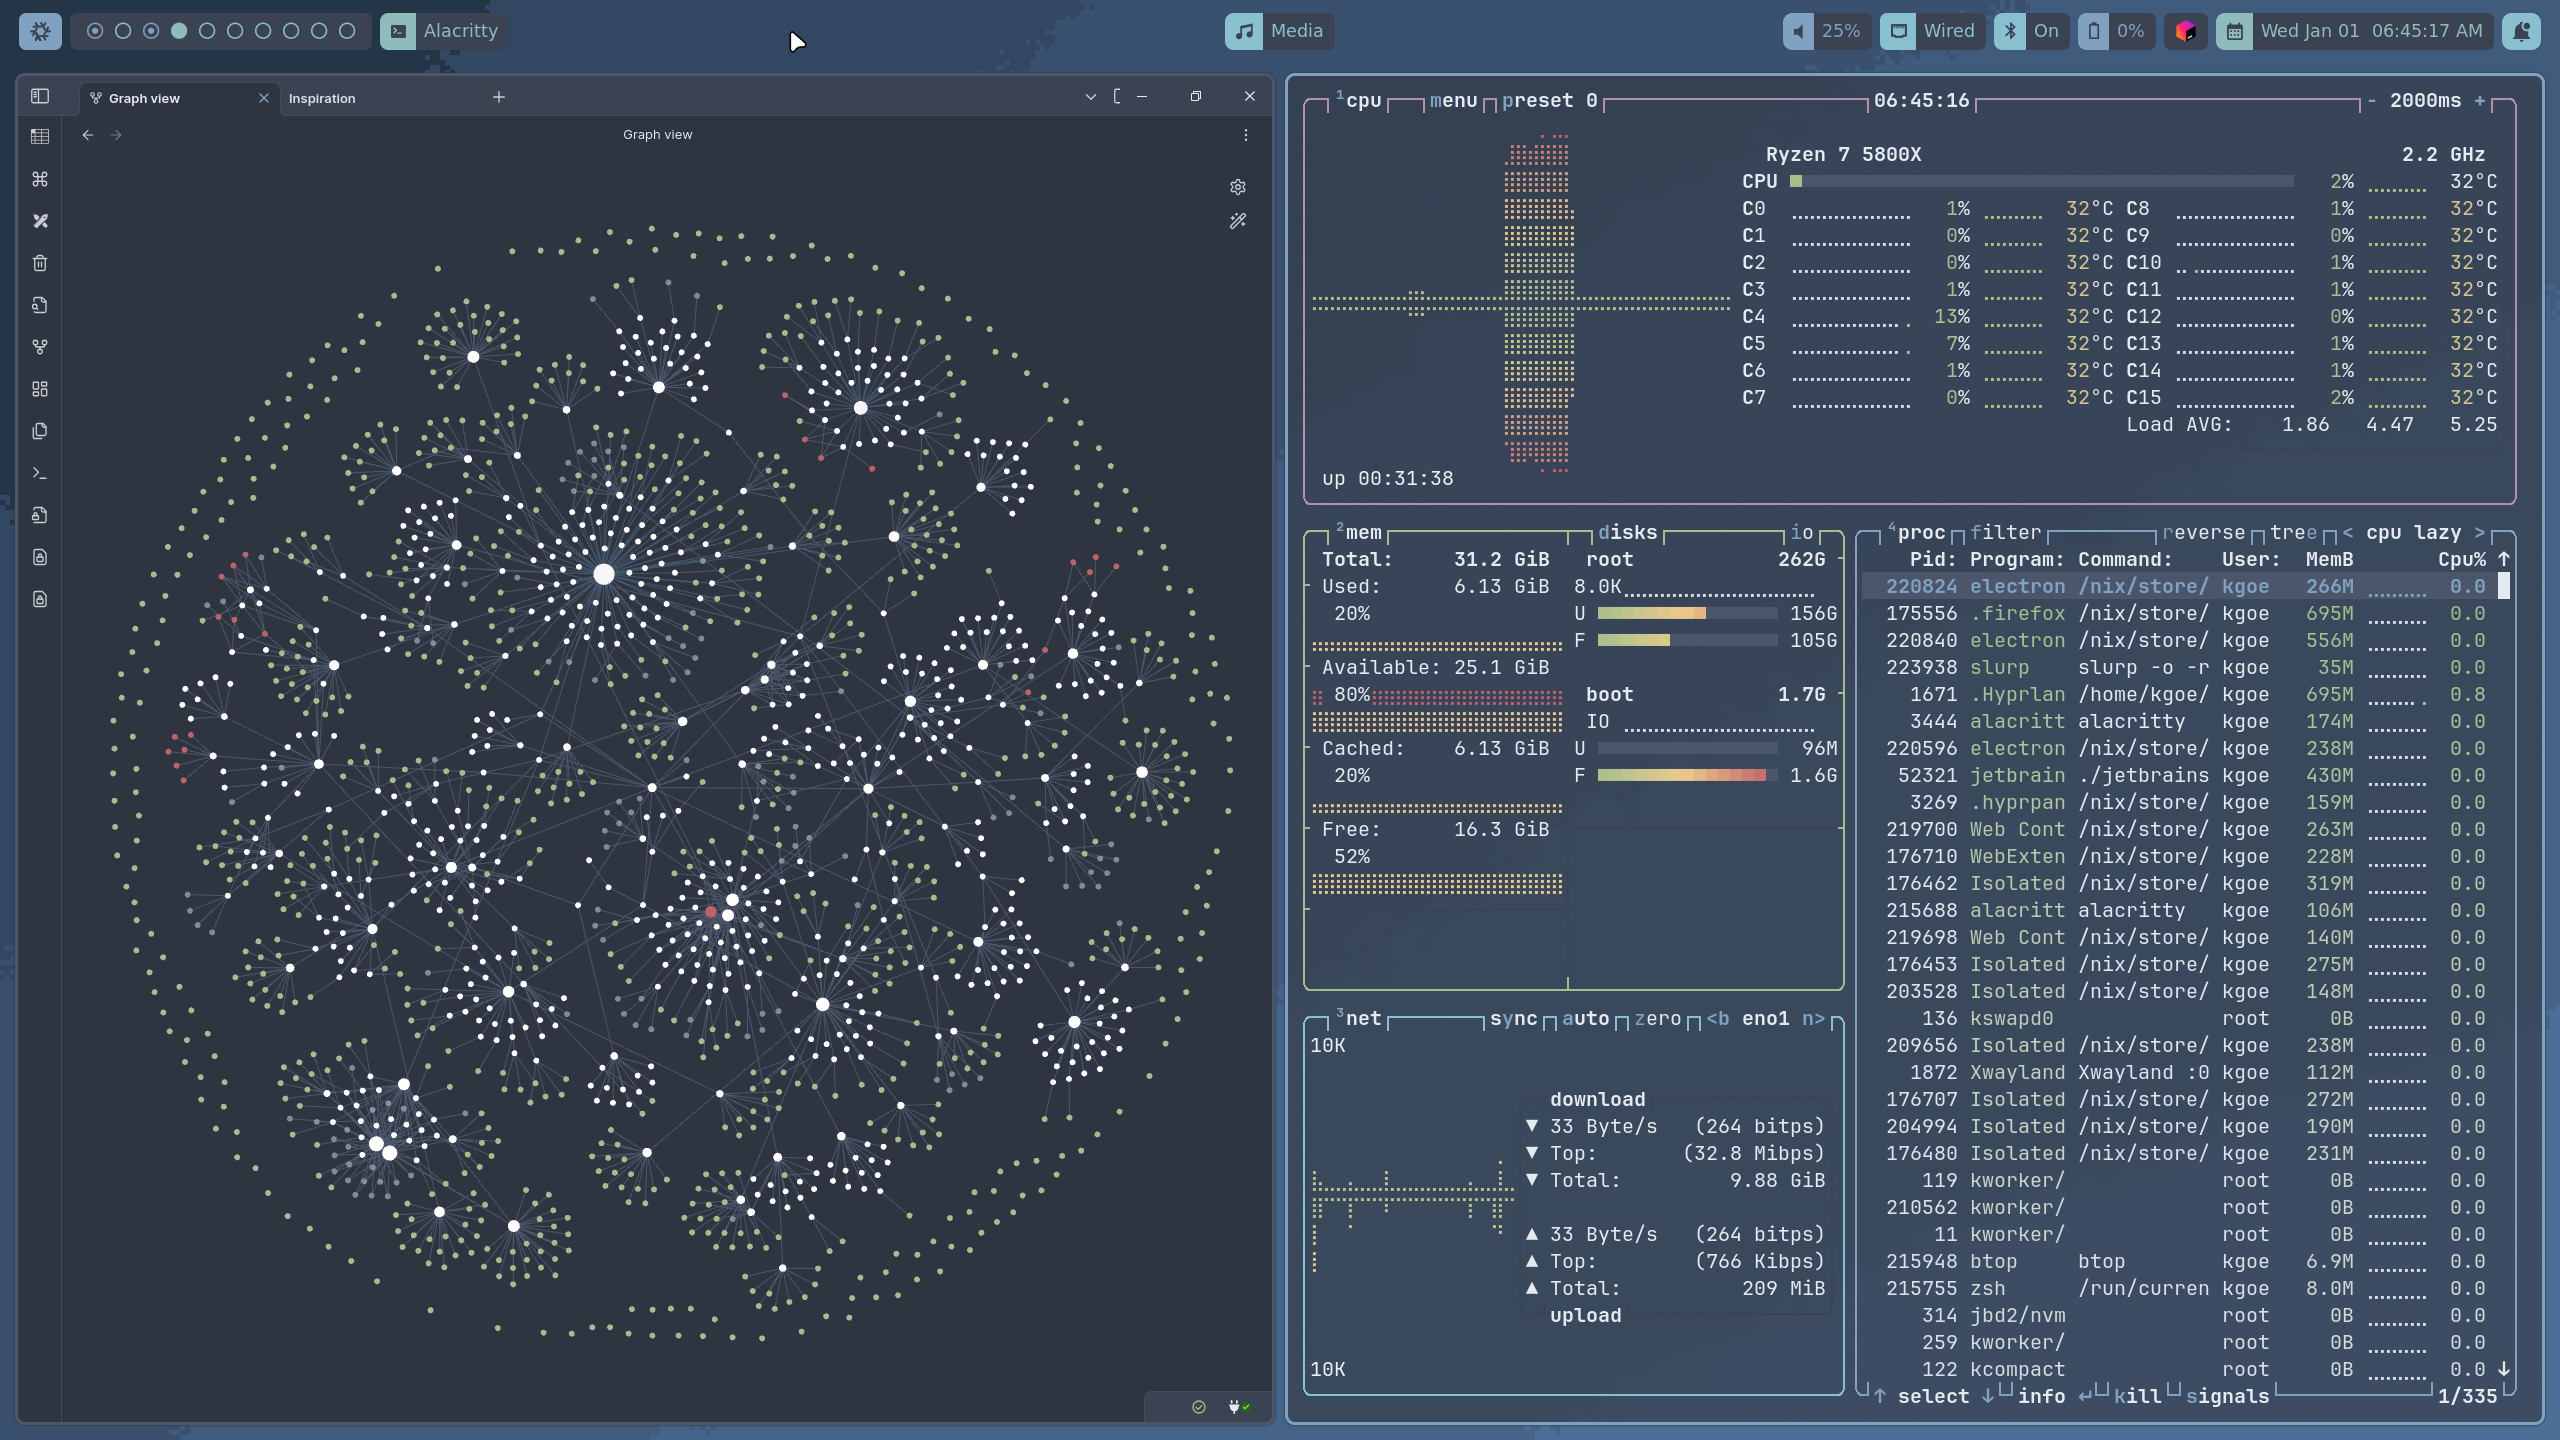 Alacritty
Media
25%
Wired
On
0%
Wed Jan 01 06:45:17 AM
Graph view
Inspiration
Graph view
1cpu menu preset 0 06:45:16 - 2000ms +
Ryzen 7 5800X 2.2 GHz
CPU 2% 32°C
C0 1% 32°C C8 1% 32°C
C1 0% 32°C C9 0% 32°C
C2 0% 32°C C10 1% 32°C
C3 1% 32°C C11 1% 32°C
C4 13% 32°C C12 0% 32°C
C5 7% 32°C C13 1% 32°C
C6 1% 32°C C14 1% 32°C
C7 0% 32°C C15 2% 32°C
Load AVG: 1.86 4.47 5.25
up 00:31:38
2mem disks io
Total: 31.2 GiB root 262G
Used: 6.13 GiB 8.0K
20% U 156G
F 105G
Available: 25.1 GiB
80% boot 1.7G
IO
Cached: 6.13 GiB U 96M
20% F 1.6G
Free: 16.3 GiB
52%
3net sync auto zero <b eno1 n>
10K
download
▼ 33 Byte/s (264 bitps)
▼ Top: (32.8 Mibps)
▼ Total: 9.88 GiB
▲ 33 Byte/s (264 bitps)
▲ Top: (766 Kibps)
▲ Total: 209 MiB
upload
10K
4proc filter reverse tree < cpu lazy >
Pid: Program: Command: User: MemB Cpu% ↑
220824 electron /nix/store/ kgoe 266M 0.0
175556 .firefox /nix/store/ kgoe 695M 0.0
220840 electron /nix/store/ kgoe 556M 0.0
223938 slurp slurp -o -r kgoe 35M 0.0
1671 .Hyprlan /home/kgoe/ kgoe 695M 0.8
3444 alacritt alacritty kgoe 174M 0.0
220596 electron /nix/store/ kgoe 238M 0.0
52321 jetbrain ./jetbrains kgoe 430M 0.0
3269 .hyprpan /nix/store/ kgoe 159M 0.0
219700 Web Cont /nix/store/ kgoe 263M 0.0
176710 WebExten /nix/store/ kgoe 228M 0.0
176462 Isolated /nix/store/ kgoe 319M 0.0
215688 alacritt alacritty kgoe 106M 0.0
219698 Web Cont /nix/store/ kgoe 140M 0.0
176453 Isolated /nix/store/ kgoe 275M 0.0
203528 Isolated /nix/store/ kgoe 148M 0.0
136 kswapd0 root 0B 0.0
209656 Isolated /nix/store/ kgoe 238M 0.0
1872 Xwayland Xwayland :0 kgoe 112M 0.0
176707 Isolated /nix/store/ kgoe 272M 0.0
204994 Isolated /nix/store/ kgoe 190M 0.0
176480 Isolated /nix/store/ kgoe 231M 0.0
119 kworker/ root 0B 0.0
210562 kworker/ root 0B 0.0
11 kworker/ root 0B 0.0
215948 btop btop kgoe 6.9M 0.0
215755 zsh /run/curren kgoe 8.0M 0.0
314 jbd2/nvm root 0B 0.0
259 kworker/ root 0B 0.0
122 kcompact root 0B 0.0 ↓
↑ select ↓ info ↵ kill signals 1/335